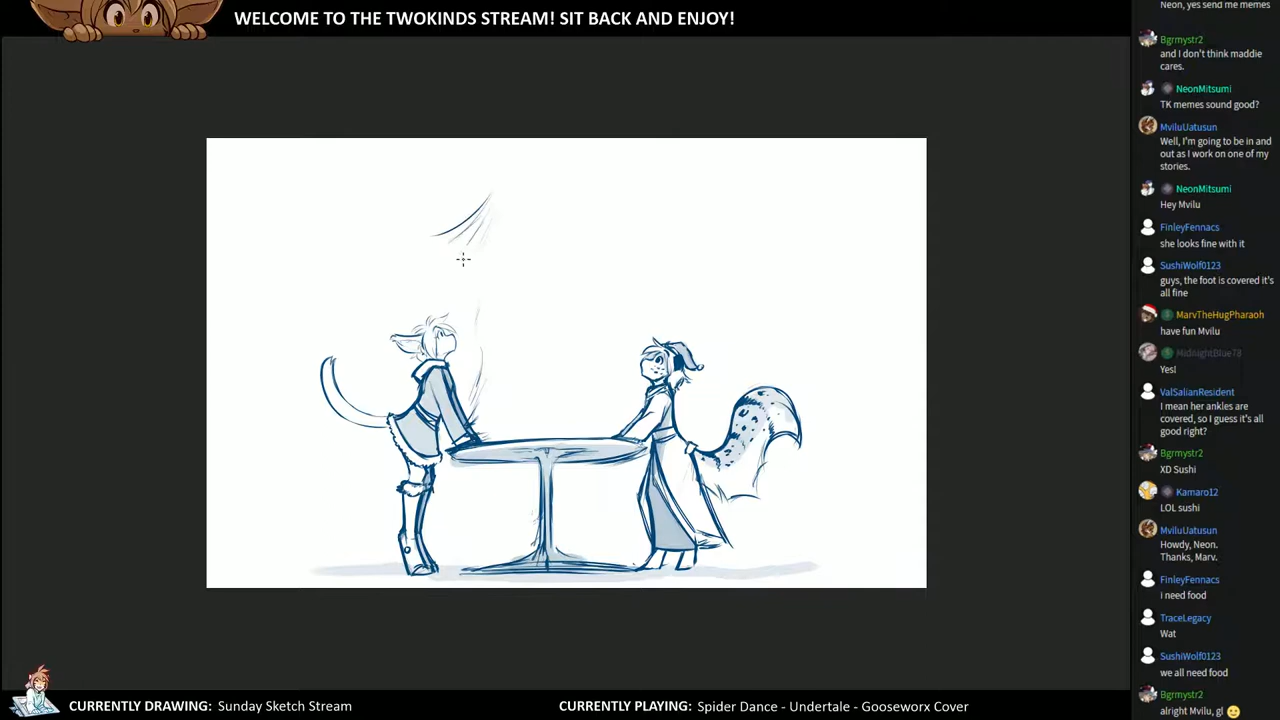 WELCOME TO THE TWOKINDS STREAM! SIT BACK AND ENJOY!
Neon, yes send me memes
Bgrmystr2
and I don't think maddie
cares.
NeonMitsumi
TK memes sound good?
MviluUatusun
Well, I'm going to be in and
out as I work on one of my
stories.
NeonMitsumi
Hey Mvilu
FinleyFennacs
she looks fine with it
SushiWolf0123
guys, the foot is covered it's
all fine
MarvTheHugPharaoh
have fun Mvilu
MidnightBlue78
Yes!
ValSalianResident
I mean her ankles are
covered, so I guess it's all
good right?
Bgrmystr2
XD Sushi
Kamaro12
LOL sushi
MviluUatusun
Howdy, Neon.
Thanks, Marv.
FinleyFennacs
i need food
TraceLegacy
Wat
SushiWolf0123
we all need food
Bgrmystr2
alright Mvilu, gl
CURRENTLY DRAWING: Sunday Sketch Stream
CURRENTLY PLAYING: Spider Dance - Undertale - Gooseworx Cover